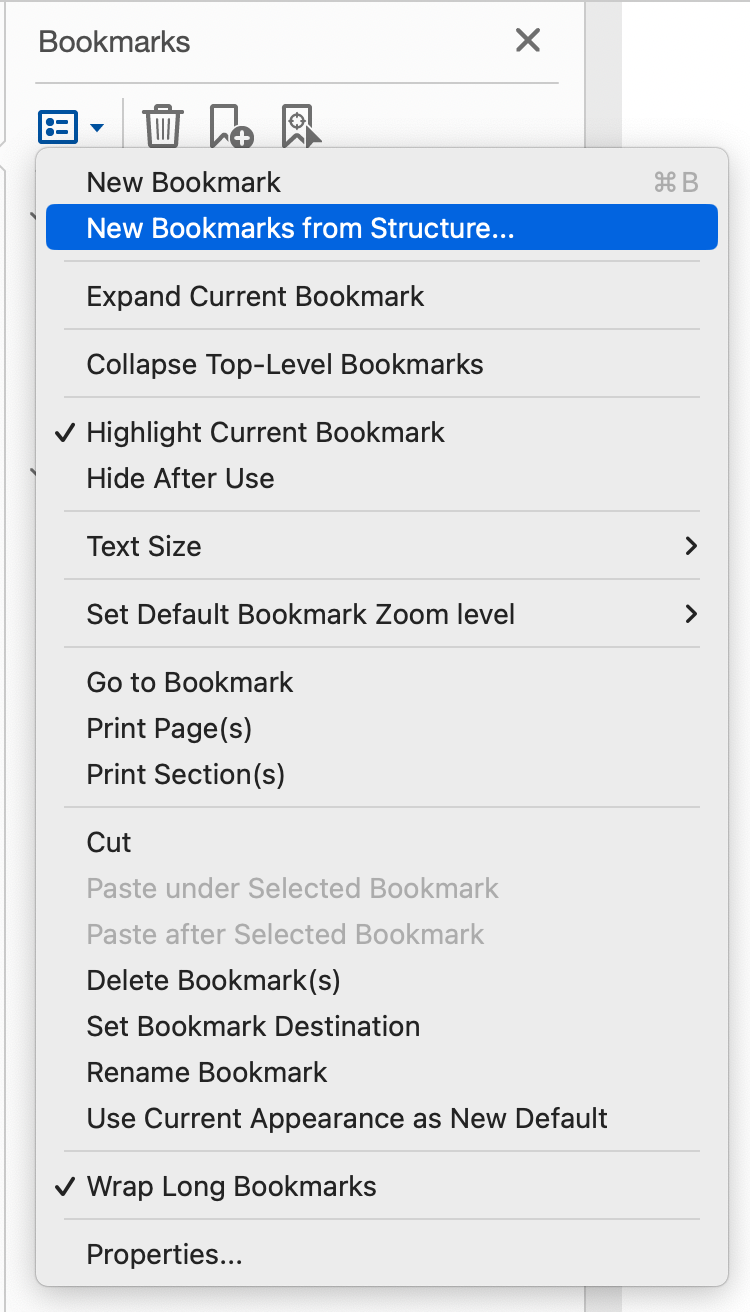 Bookmarks
New Bookmark ⌘B
New Bookmarks from Structure...
Expand Current Bookmark
Collapse Top-Level Bookmarks
✓ Highlight Current Bookmark
Hide After Use
Text Size
Set Default Bookmark Zoom level
Go to Bookmark
Print Page(s)
Print Section(s)
Cut
Paste under Selected Bookmark
Paste after Selected Bookmark
Delete Bookmark(s)
Set Bookmark Destination
Rename Bookmark
Use Current Appearance as New Default
✓ Wrap Long Bookmarks
Properties...